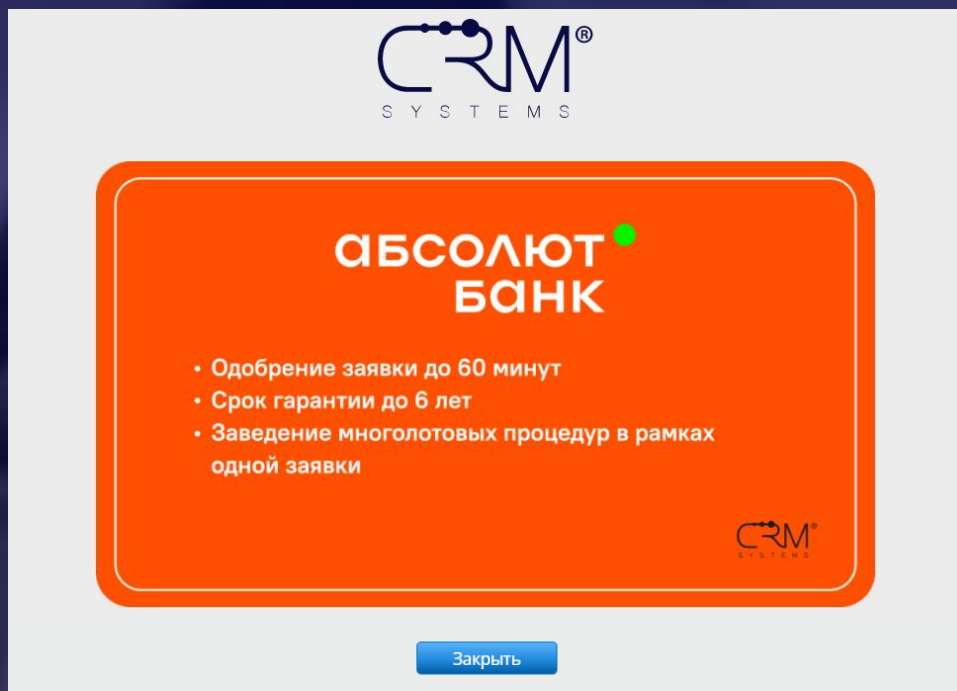 CRM®
SYSTEMS
абсолют
банк
• Одобрение заявки до 60 минут
• Срок гарантии до 6 лет
• Заведение многолотовых процедур в рамках
одной заявки
CRM®
SYSTEMS
Закрыть